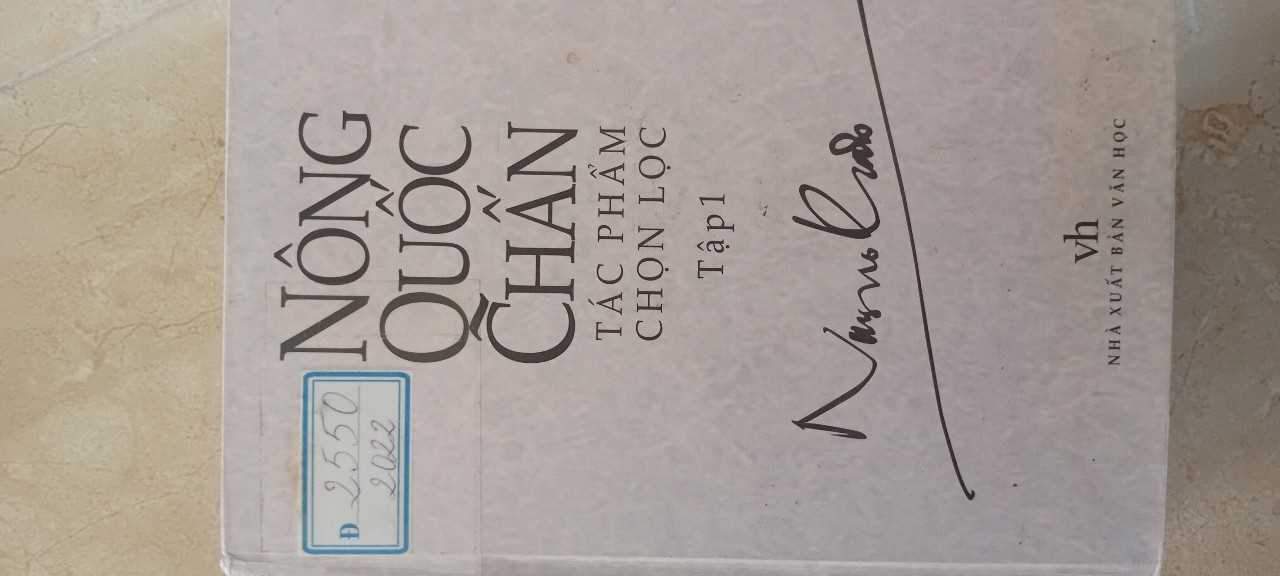 Đ 2550
2022
NÔNG
QUỐC
CHẤN
TÁC PHẨM
CHỌN LỌC
Tập 1
vh
NHÀ XUẤT BẢN VĂN HỌC